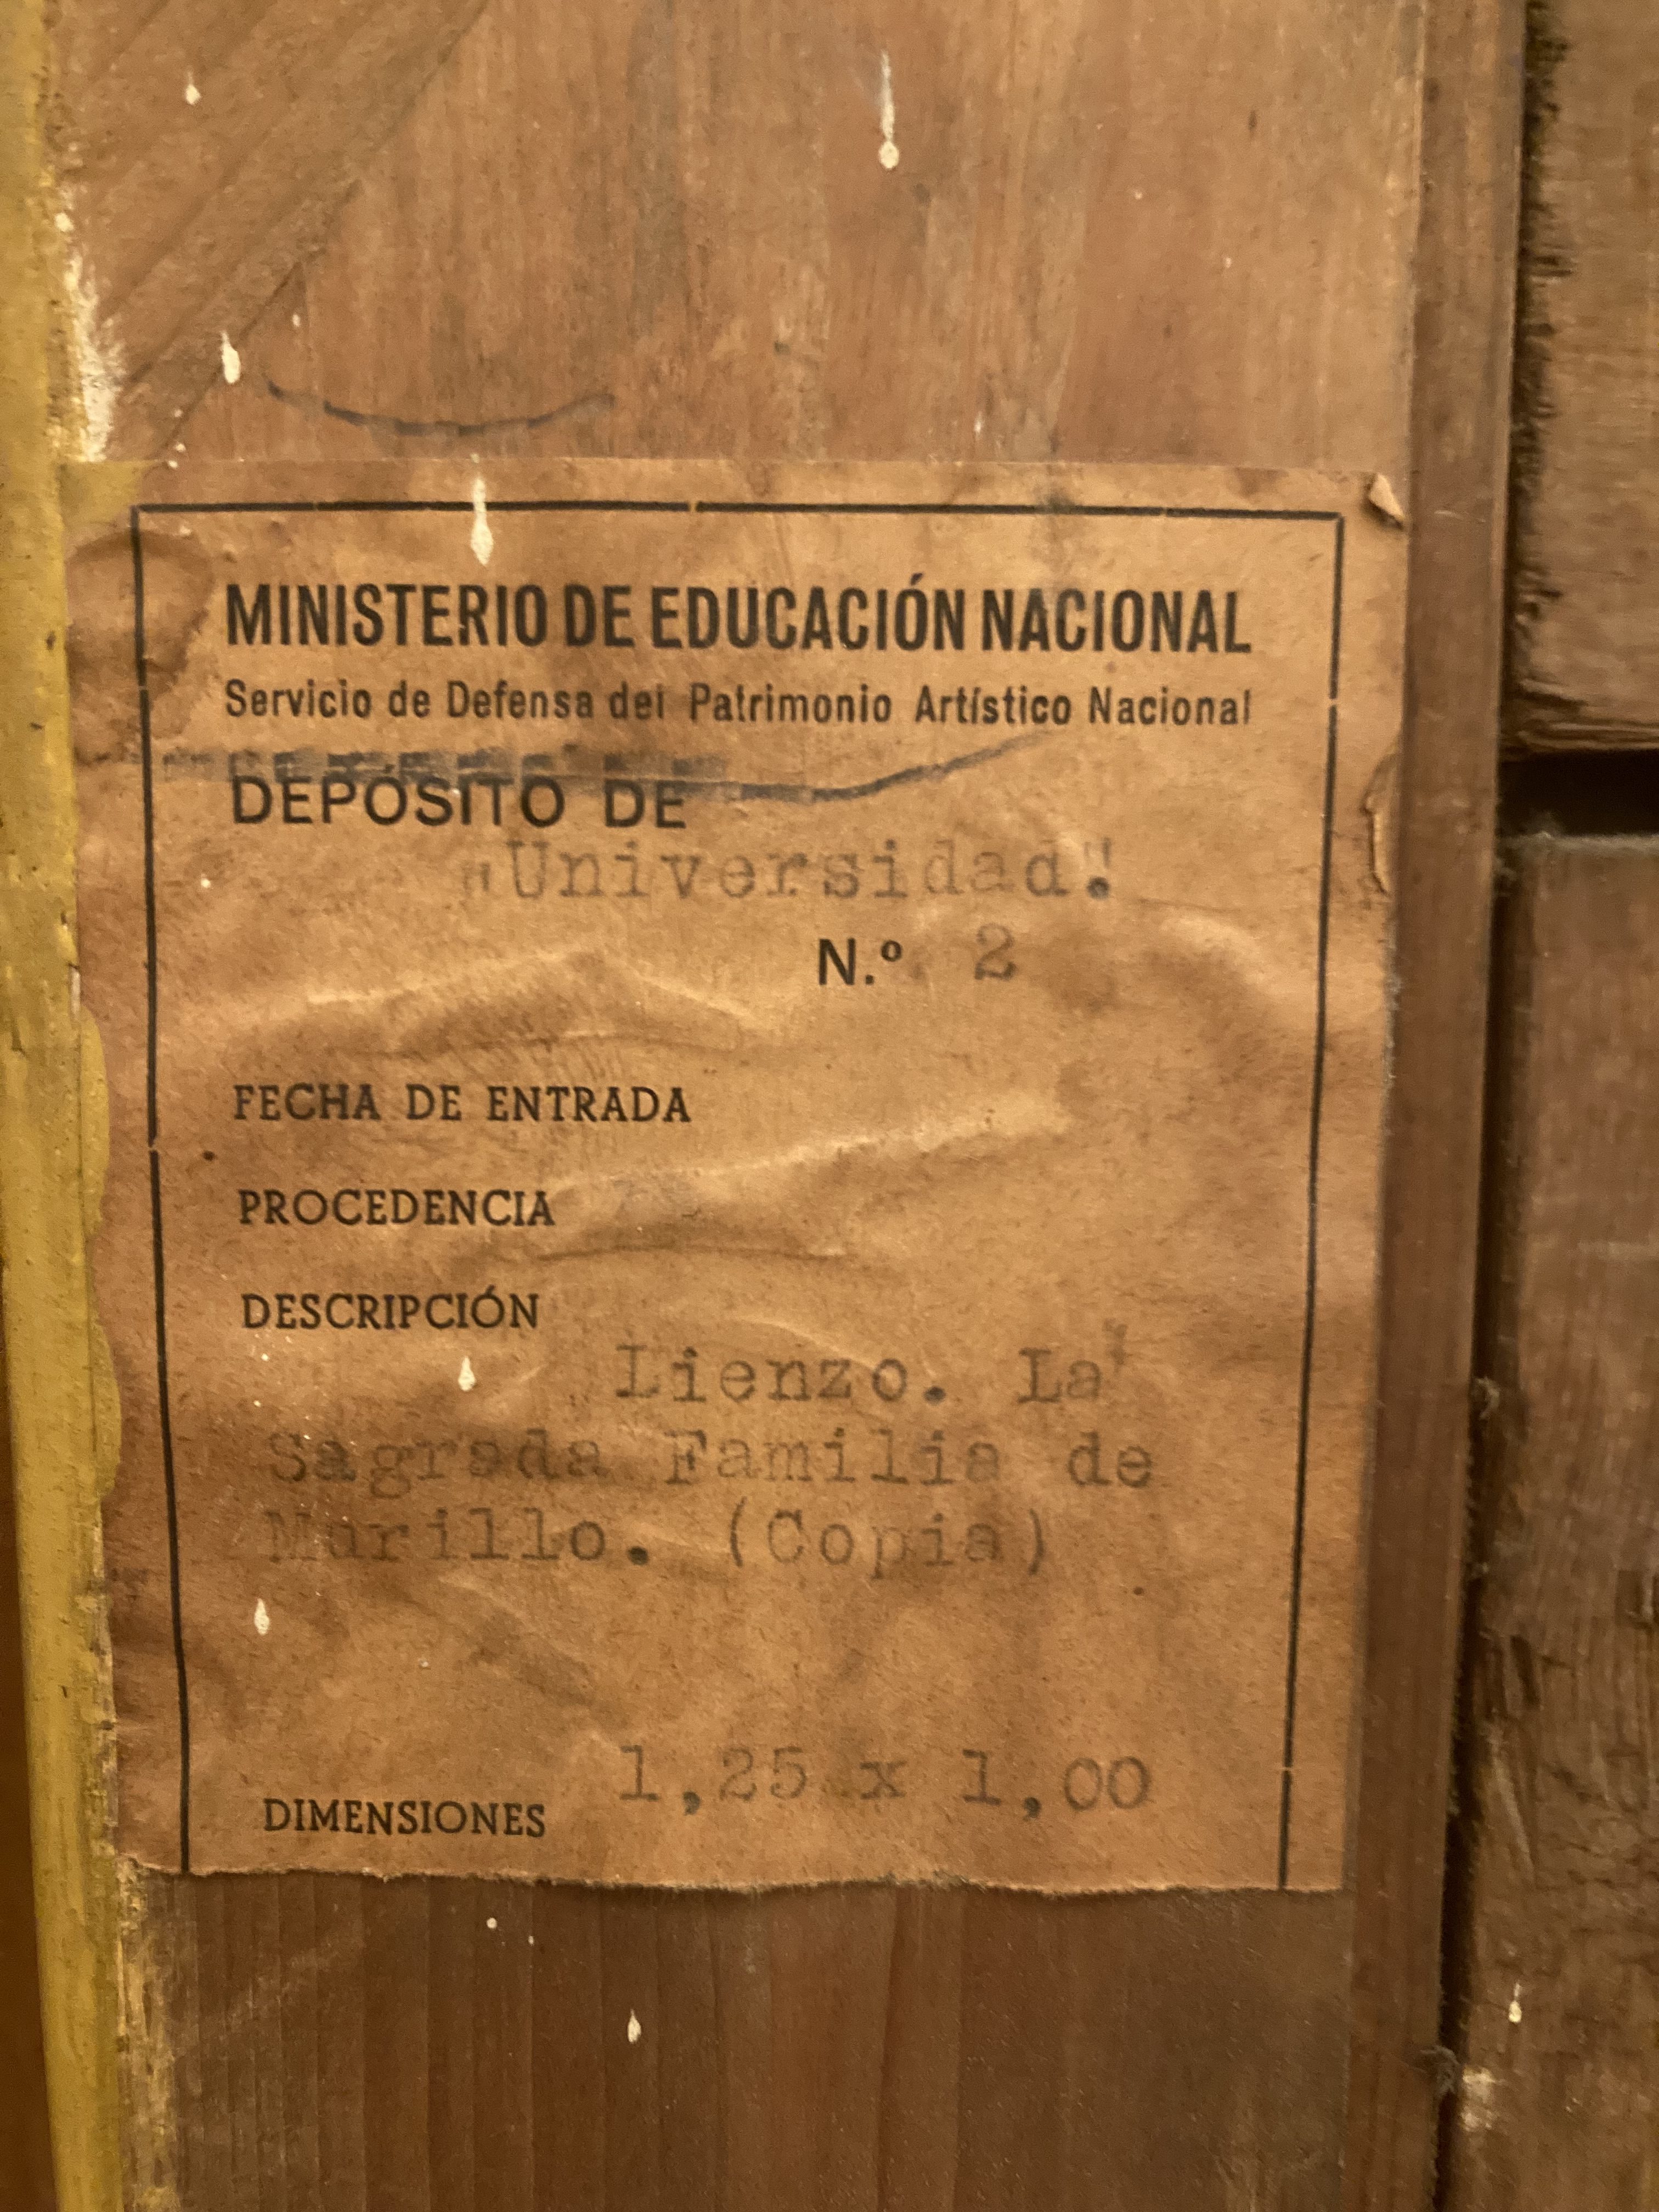 MINISTERIO DE EDUCACIÓN NACIONAL
Servicio de Defensa del Patrimonio Artístico Nacional
DEPÓSITO DE
"Universidad".
N.º 2
FECHA DE ENTRADA
PROCEDENCIA
DESCRIPCIÓN
Lienzo. La
Sagrada Familia de
Murillo. (Copia)
DIMENSIONES 1,25 x 1,00